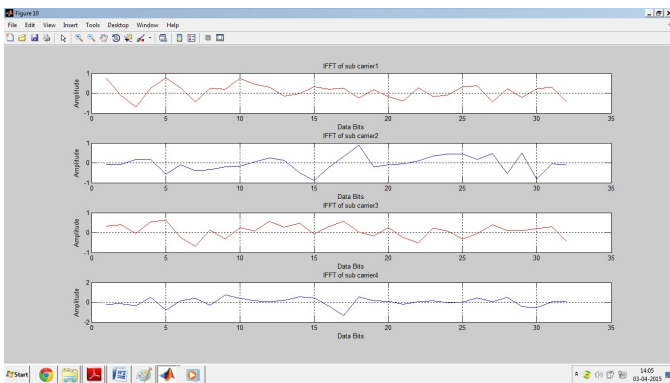 Figure 10
File Edit View Insert Tools Desktop Window Help
IFFT of sub carrier1
1
0
-1
Amplitude
0 5 10 15 20 25 30 35
Data Bits
IFFT of sub carrier2
1
0
-1
Amplitude
0 5 10 15 20 25 30 35
Data Bits
IFFT of sub carrier3
1
0
-1
Amplitude
0 5 10 15 20 25 30 35
Data Bits
IFFT of sub carrier4
2
0
-2
Amplitude
0 5 10 15 20 25 30 35
Data Bits
Start
14:05
03-04-2015